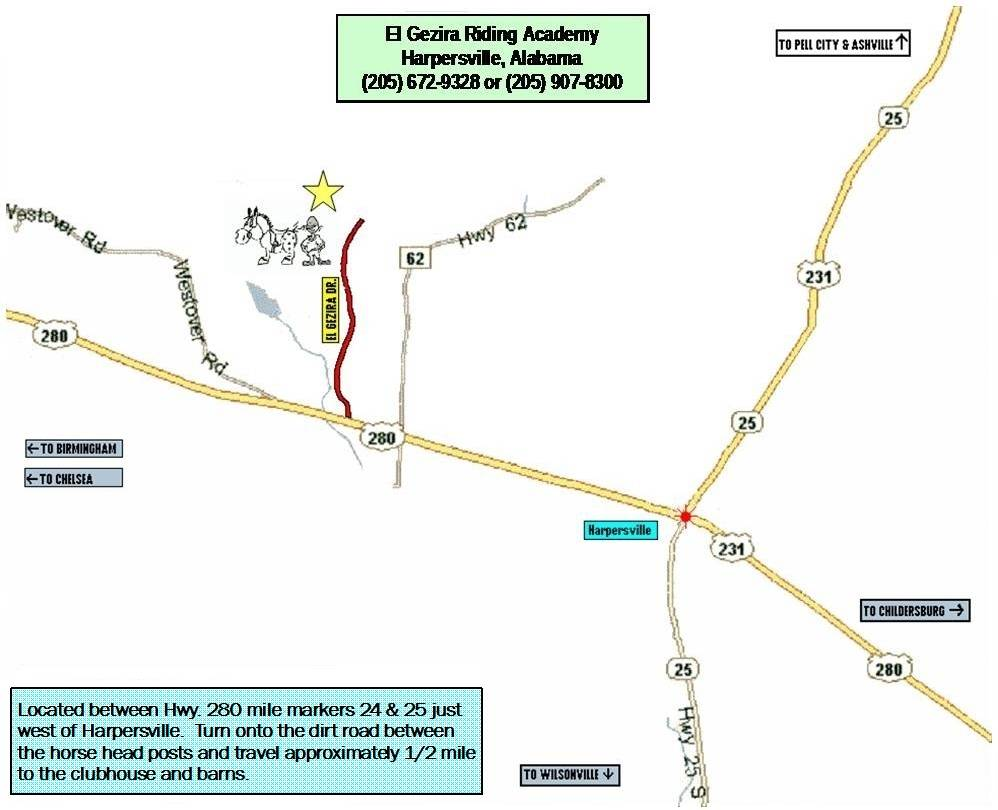 El Gezira Riding Academy
Harpersville, Alabama
(205) 672-9328 or (205) 907-8300
TO PELL CITY & ASHVILLE ↑
25
Westover Rd
Hwy 62
62
231
Westover Rd
EL GEZIRA DR.
280
25
280
← TO BIRMINGHAM
← TO CHELSEA
Harpersville
231
TO CHILDERSBURG →
25
280
Hwy 25 S
Located between Hwy. 280 mile markers 24 & 25 just
west of Harpersville. Turn onto the dirt road between
the horse head posts and travel approximately 1/2 mile
to the clubhouse and barns.
TO WILSONVILLE ↓